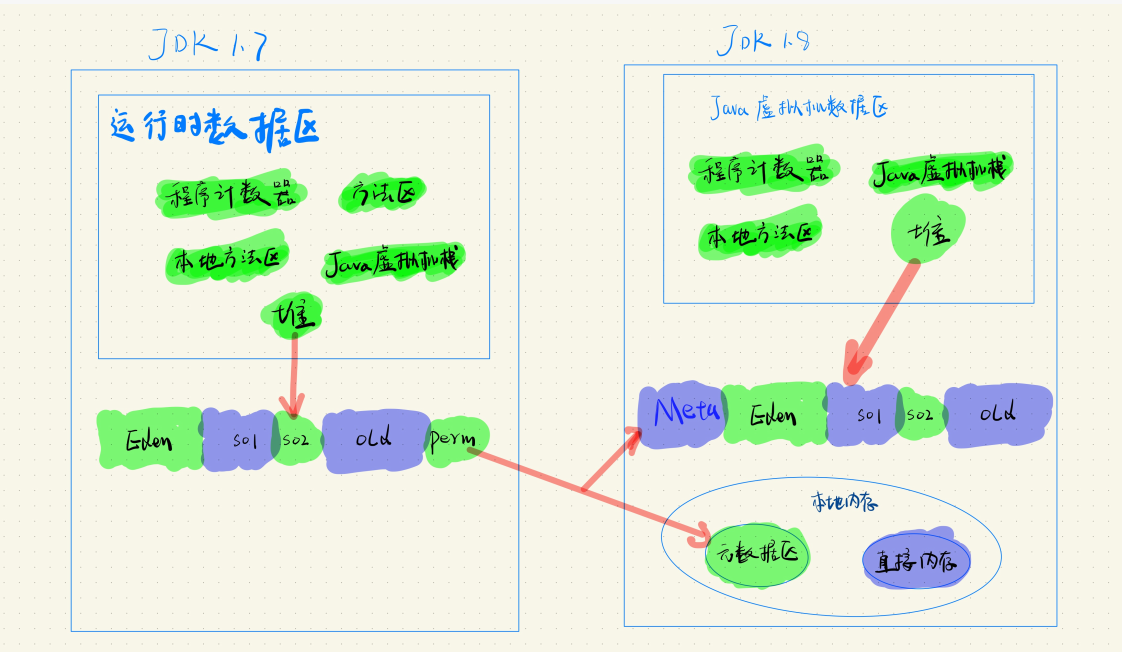 JDK 1.7
运行时数据区
程序计数器 方法区
本地方法区 Java虚拟机栈
堆
Eden so1 so2 oLd perm
JDK 1.8
Java虚拟机数据区
程序计数器 Java虚拟机栈
本地方法区 堆
Meta Eden so1 so2 oLd
本地内存
元数据区 直接内存